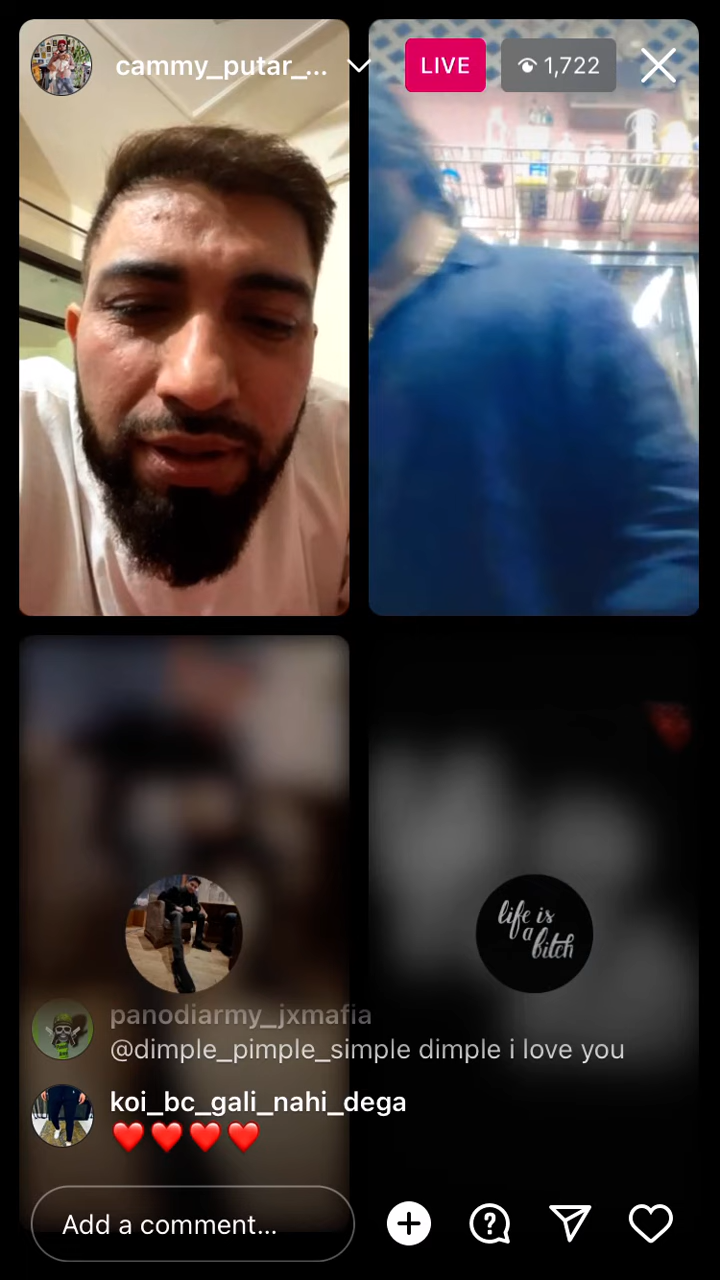 cammy_putar_...
LIVE
1,722
life is
a
bitch
panodiarmy_jxmafia
@dimple_pimple_simple dimple i love you
koi_bc_gali_nahi_dega
❤️❤️❤️❤️
Add a comment...